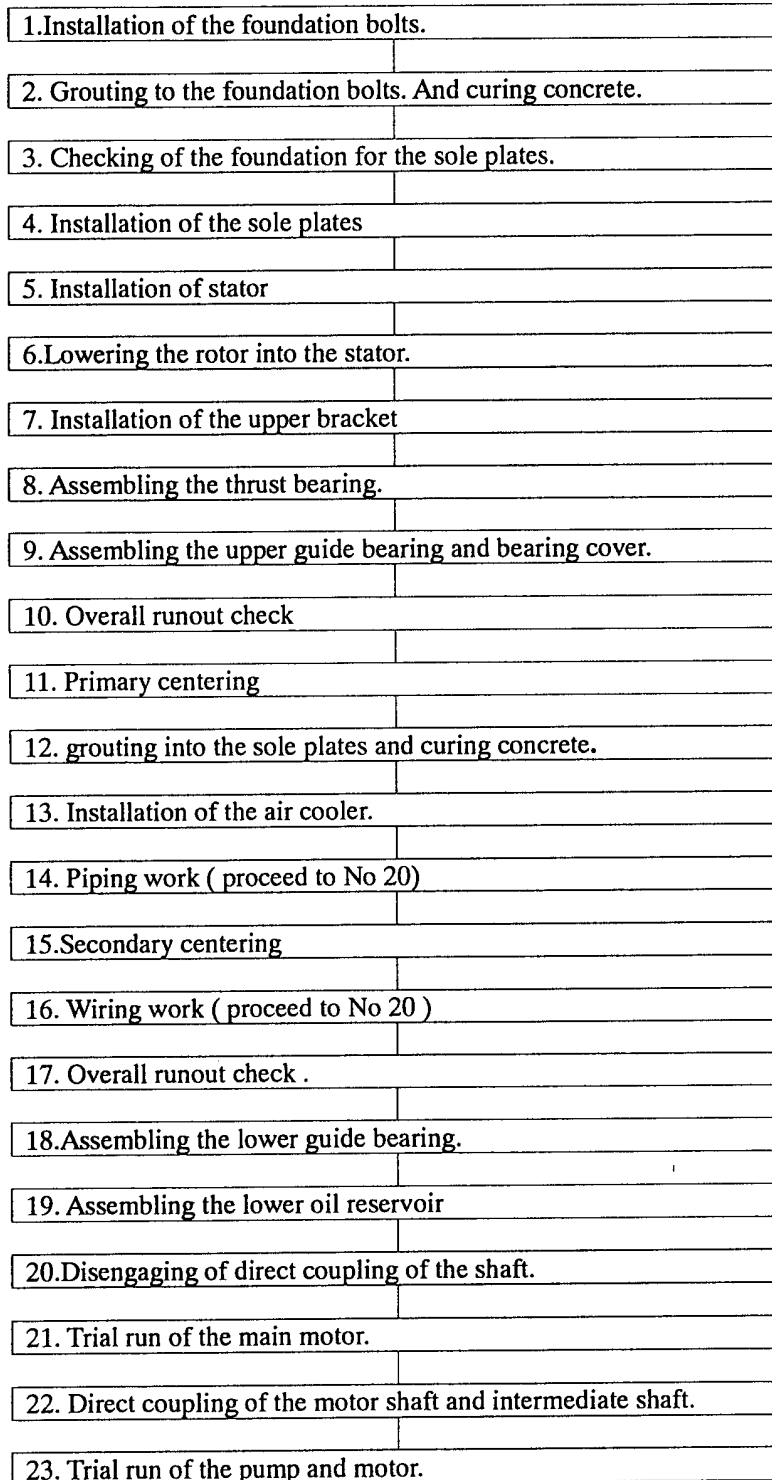 1.Installation of the foundation bolts.
2. Grouting to the foundation bolts. And curing concrete.
3. Checking of the foundation for the sole plates.
4. Installation of the sole plates
5. Installation of stator
6.Lowering the rotor into the stator.
7. Installation of the upper bracket
8. Assembling the thrust bearing.
9. Assembling the upper guide bearing and bearing cover.
10. Overall runout check
11. Primary centering
12. grouting into the sole plates and curing concrete.
13. Installation of the air cooler.
14. Piping work ( proceed to No 20)
15.Secondary centering
16. Wiring work ( proceed to No 20 )
17. Overall runout check .
18.Assembling the lower guide bearing.
19. Assembling the lower oil reservoir
20.Disengaging of direct coupling of the shaft.
21. Trial run of the main motor.
22. Direct coupling of the motor shaft and intermediate shaft.
23. Trial run of the pump and motor.